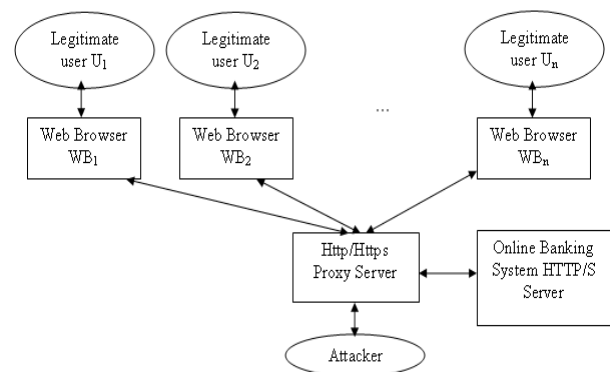 Legitimate
user U₁
Legitimate
user U₂
Legitimate
user Uₙ
...
Web Browser
WB₁
Web Browser
WB₂
Web Browser
WBₙ
Http/Https
Proxy Server
Online Banking
System HTTP/S
Server
Attacker